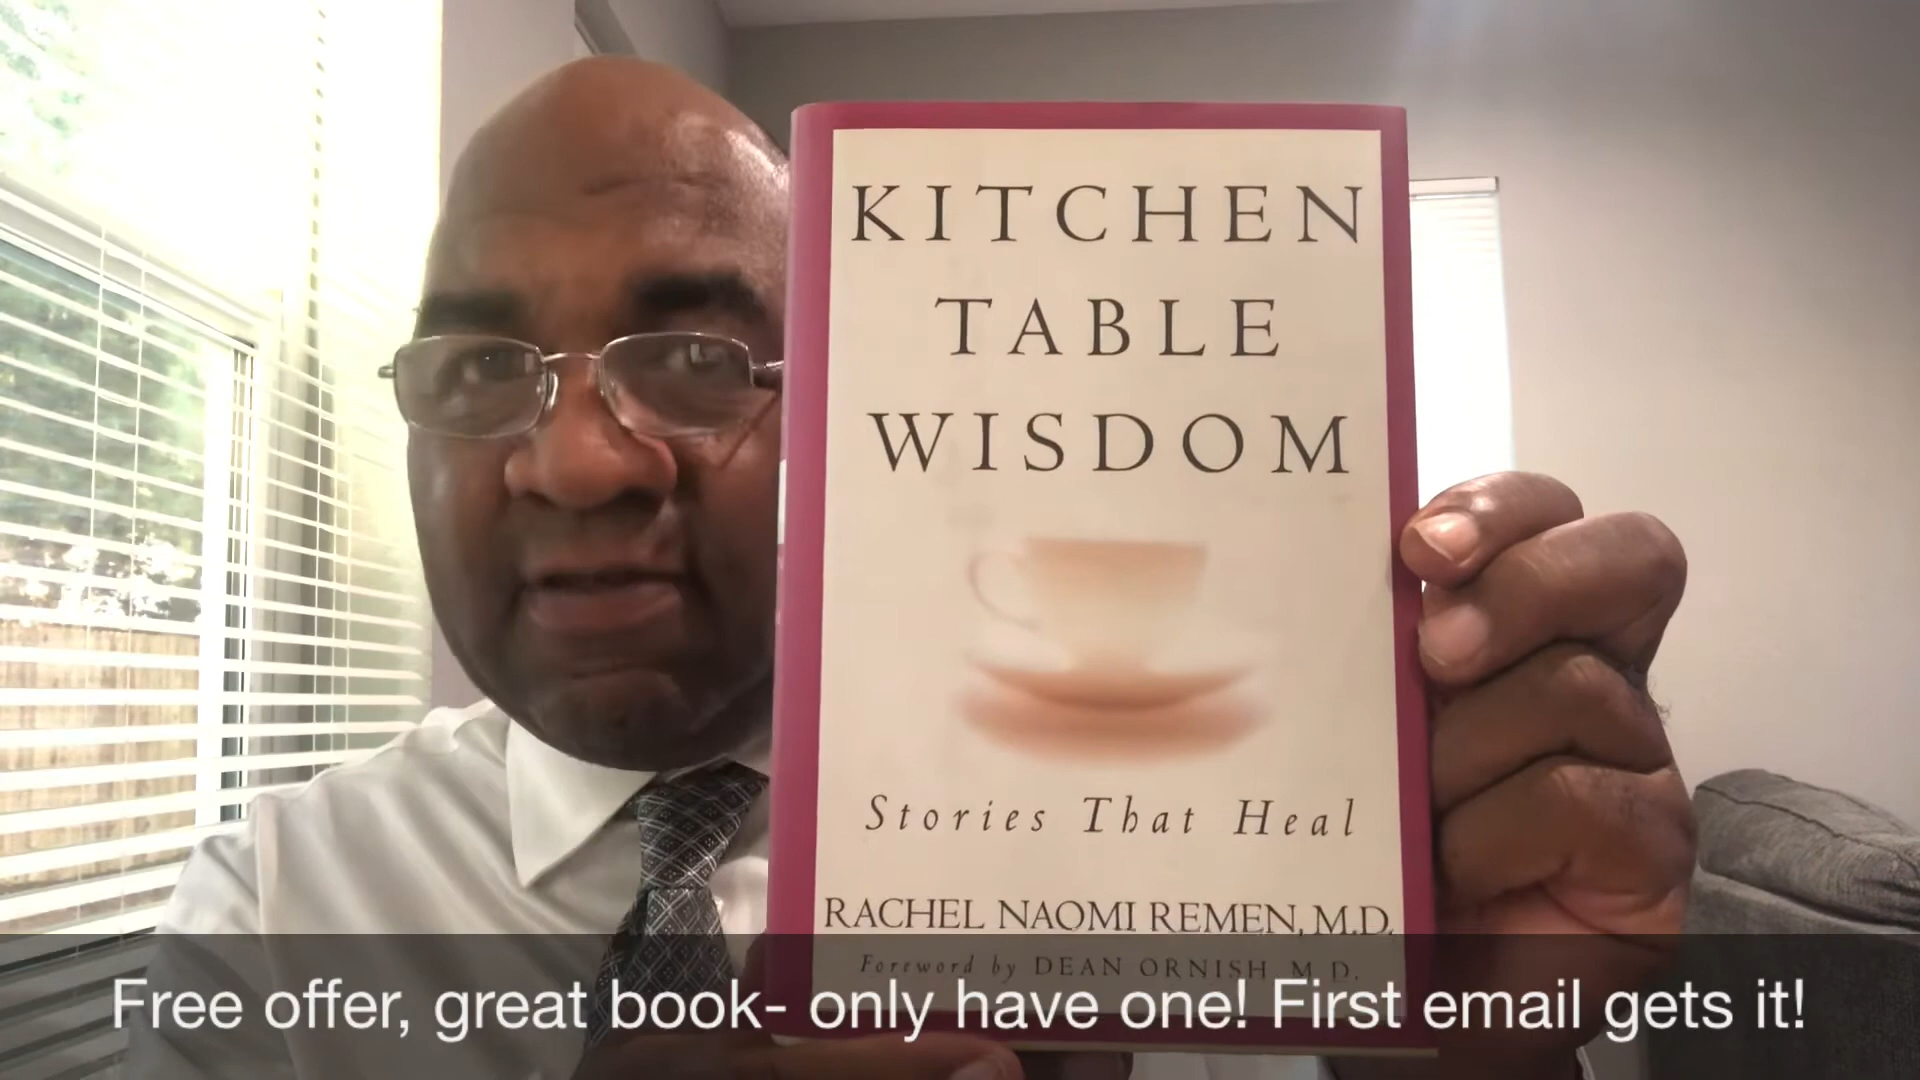 KITCHEN
TABLE
WISDOM
Stories That Heal
RACHEL NAOMI REMEN, M.D.
Foreword by DEAN ORNISH M.D.
Free offer, great book- only have one! First email gets it!